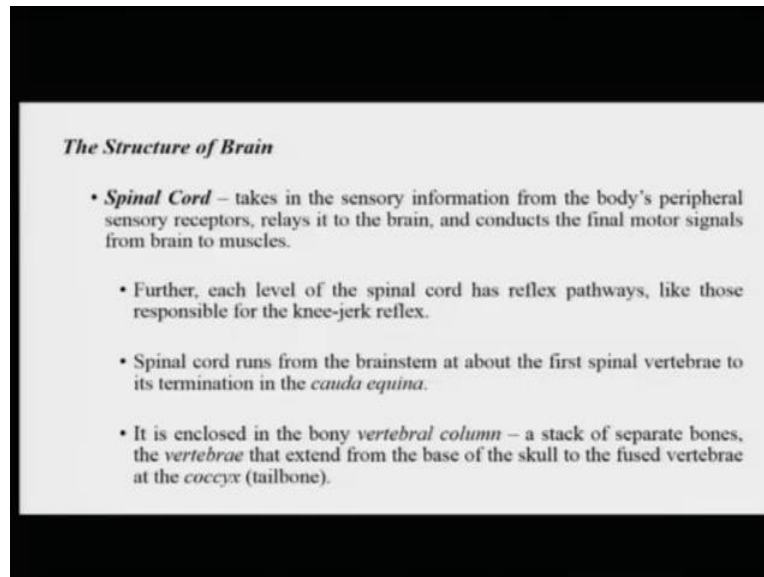 The Structure of Brain
• Spinal Cord – takes in the sensory information from the body's peripheral
sensory receptors, relays it to the brain, and conducts the final motor signals
from brain to muscles.
• Further, each level of the spinal cord has reflex pathways, like those
responsible for the knee-jerk reflex.
• Spinal cord runs from the brainstem at about the first spinal vertebrae to
its termination in the cauda equina.
• It is enclosed in the bony vertebral column – a stack of separate bones,
the vertebrae that extend from the base of the skull to the fused vertebrae
at the coccyx (tailbone).